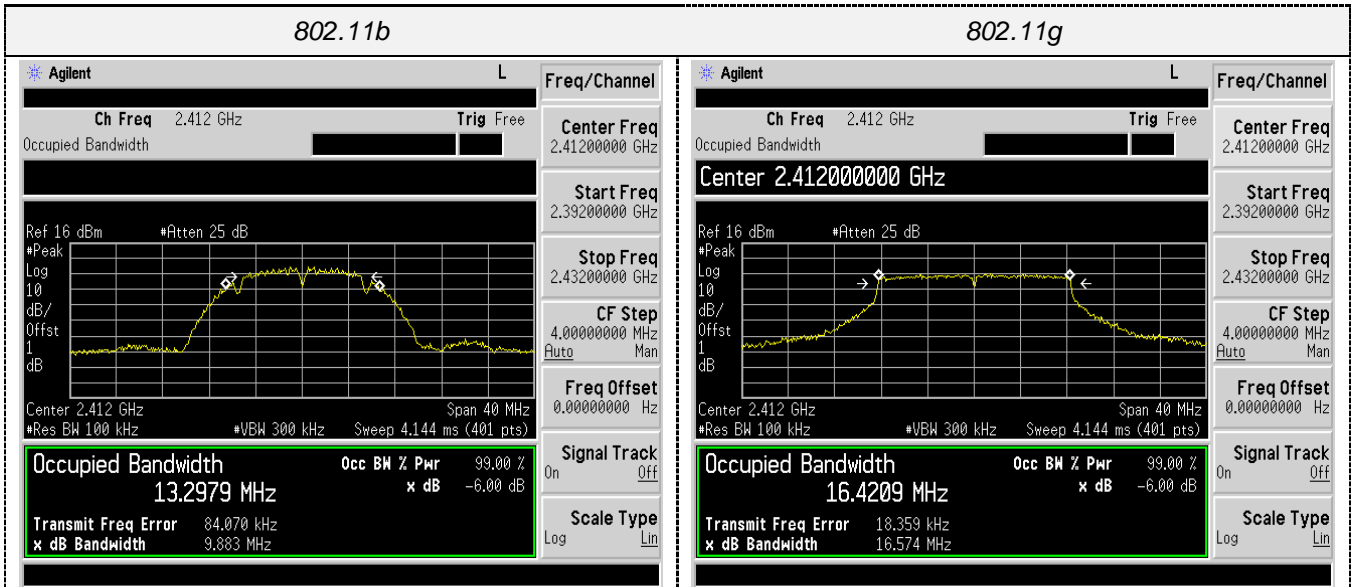 802.11b
802.11g
Agilent L
Freq/Channel
Ch Freq 2.412 GHz Trig Free
Occupied Bandwidth
Center Freq
2.41200000 GHz
Start Freq
2.39200000 GHz
Ref 16 dBm #Atten 25 dB
#Peak
Log
10
dB/
Offst
1
dB
Stop Freq
2.43200000 GHz
CF Step
4.00000000 MHz
Auto Man
Freq Offset
0.00000000 Hz
Center 2.412 GHz Span 40 MHz
#Res BW 100 kHz #VBW 300 kHz Sweep 4.144 ms (401 pts)
Signal Track
On Off
Occupied Bandwidth Occ BW % Pwr 99.00 %
13.2979 MHz x dB -6.00 dB
Transmit Freq Error 84.070 kHz
x dB Bandwidth 9.883 MHz
Scale Type
Log Lin
Agilent L
Freq/Channel
Ch Freq 2.412 GHz Trig Free
Occupied Bandwidth
Center Freq
2.41200000 GHz
Center 2.412000000 GHz
Start Freq
2.39200000 GHz
Ref 16 dBm #Atten 25 dB
#Peak
Log
10
dB/
Offst
1
dB
Stop Freq
2.43200000 GHz
CF Step
4.00000000 MHz
Auto Man
Freq Offset
0.00000000 Hz
Center 2.412 GHz Span 40 MHz
#Res BW 100 kHz #VBW 300 kHz Sweep 4.144 ms (401 pts)
Signal Track
On Off
Occupied Bandwidth Occ BW % Pwr 99.00 %
16.4209 MHz x dB -6.00 dB
Transmit Freq Error 18.359 kHz
x dB Bandwidth 16.574 MHz
Scale Type
Log Lin